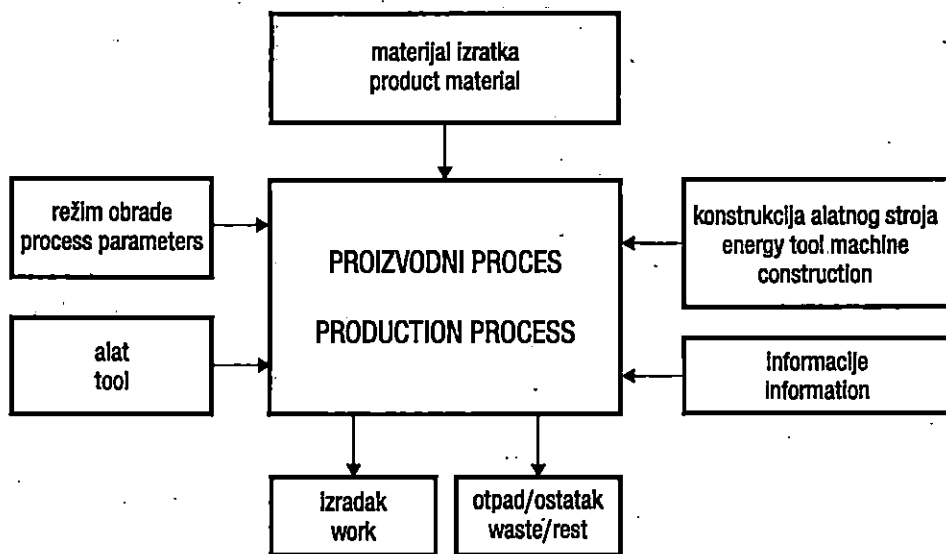 materijal izratka
product material
režim obrade
process parameters
konstrukcija alatnog stroja
energy tool machine
construction
PROIZVODNI PROCES
PRODUCTION PROCESS
alat
tool
informacije
information
izradak
work
otpad/ostatak
waste/rest